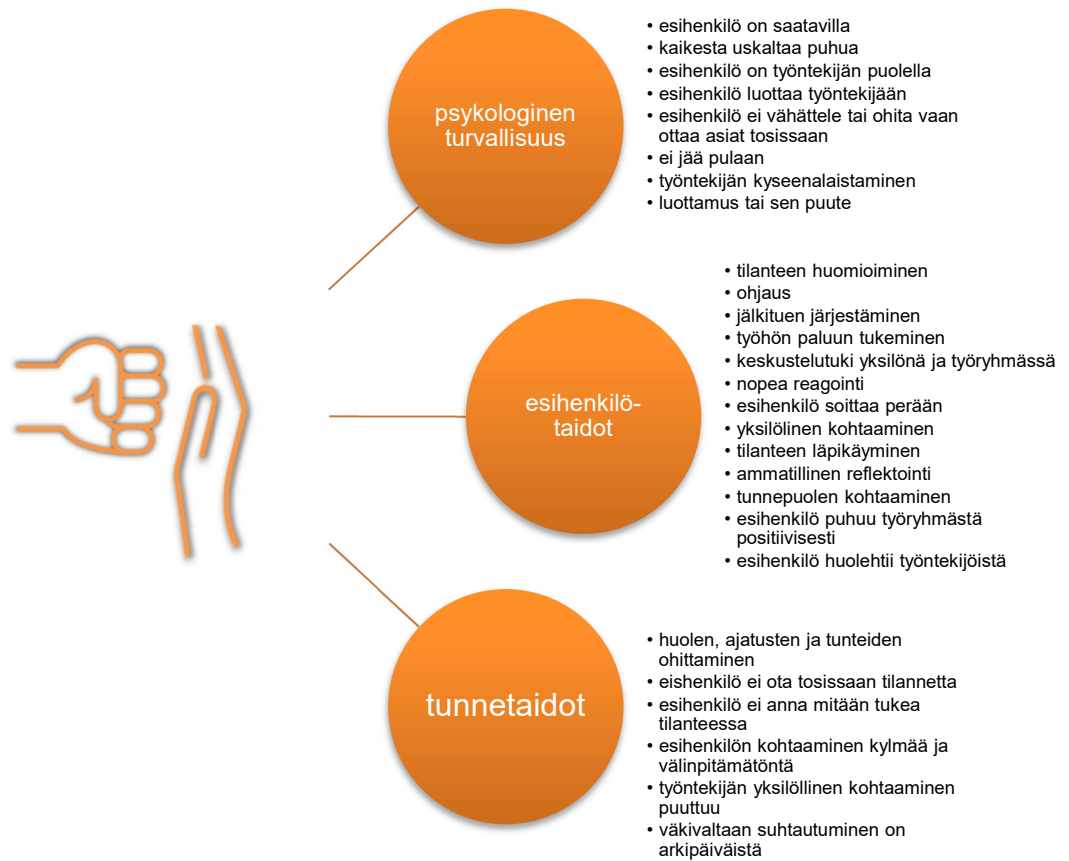 psykologinen
turvallisuus
• esihenkilö on saatavilla
• kaikesta uskaltaa puhua
• esihenkilö on työntekijän puolella
• esihenkilö luottaa työntekijään
• esihenkilö ei vähättele tai ohita vaan
ottaa asiat tosissaan
• ei jää pulaan
• työntekijän kyseenalaistaminen
• luottamus tai sen puute
esihenkilö-
taidot
• tilanteen huomioiminen
• ohjaus
• jälkituen järjestäminen
• työhön paluun tukeminen
• keskustelutuki yksilönä ja työryhmässä
• nopea reagointi
• esihenkilö soittaa perään
• yksilölinen kohtaaminen
• tilanteen läpikäyminen
• ammatillinen reflektointi
• tunnepuolen kohtaaminen
• esihenkilö puhuu työryhmästä
positiivisesti
• esihenkilö huolehtii työntekijöistä
tunnetaidot
• huolen, ajatusten ja tunteiden
ohittaminen
• eishenkilö ei ota tosissaan tilannetta
• esihenkilö ei anna mitään tukea
tilanteessa
• esihenkilön kohtaaminen kylmää ja
välinpitämätöntä
• työntekijän yksilöllinen kohtaaminen
puuttuu
• väkivaltaan suhtautuminen on
arkipäiväistä